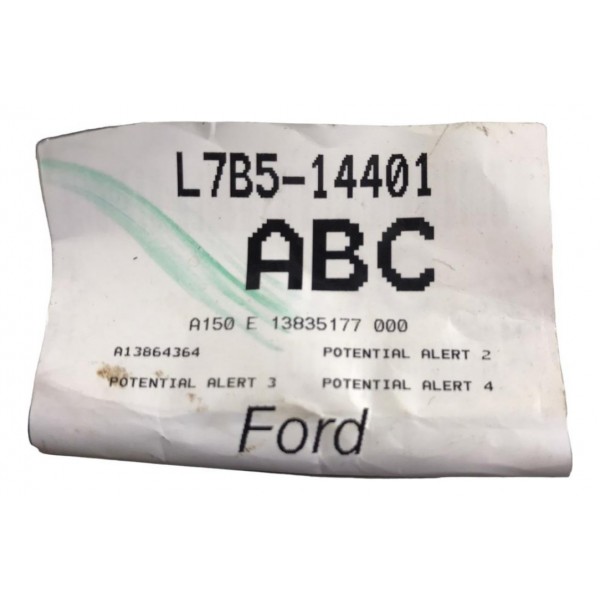 L7B5-14401
ABC
A150 E 13835177 000
A13864364 POTENTIAL ALERT 2
POTENTIAL ALERT 3 POTENTIAL ALERT 4
Ford